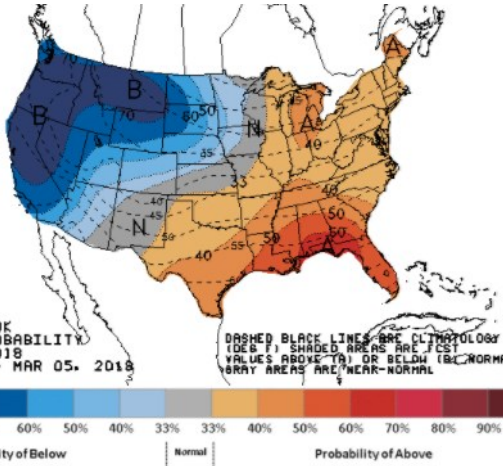 70
A
B
B
70
60
50
N
A
35
40
40
N
40
45
50
40
55
50
50
60
A
K
BABILITY
018
MAR 05, 2018
DASHED BLACK LINES ARE CLIMATOLOGY
(DEG F) SHADED AREAS ARE FCST
VALUES ABOVE (A) OR BELOW (B) NORMAL
GRAY AREAS ARE NEAR-NORMAL
60% 50% 40% 33% 33% 40% 50% 60% 70% 80% 90%
ity of Below Normal Probability of Above